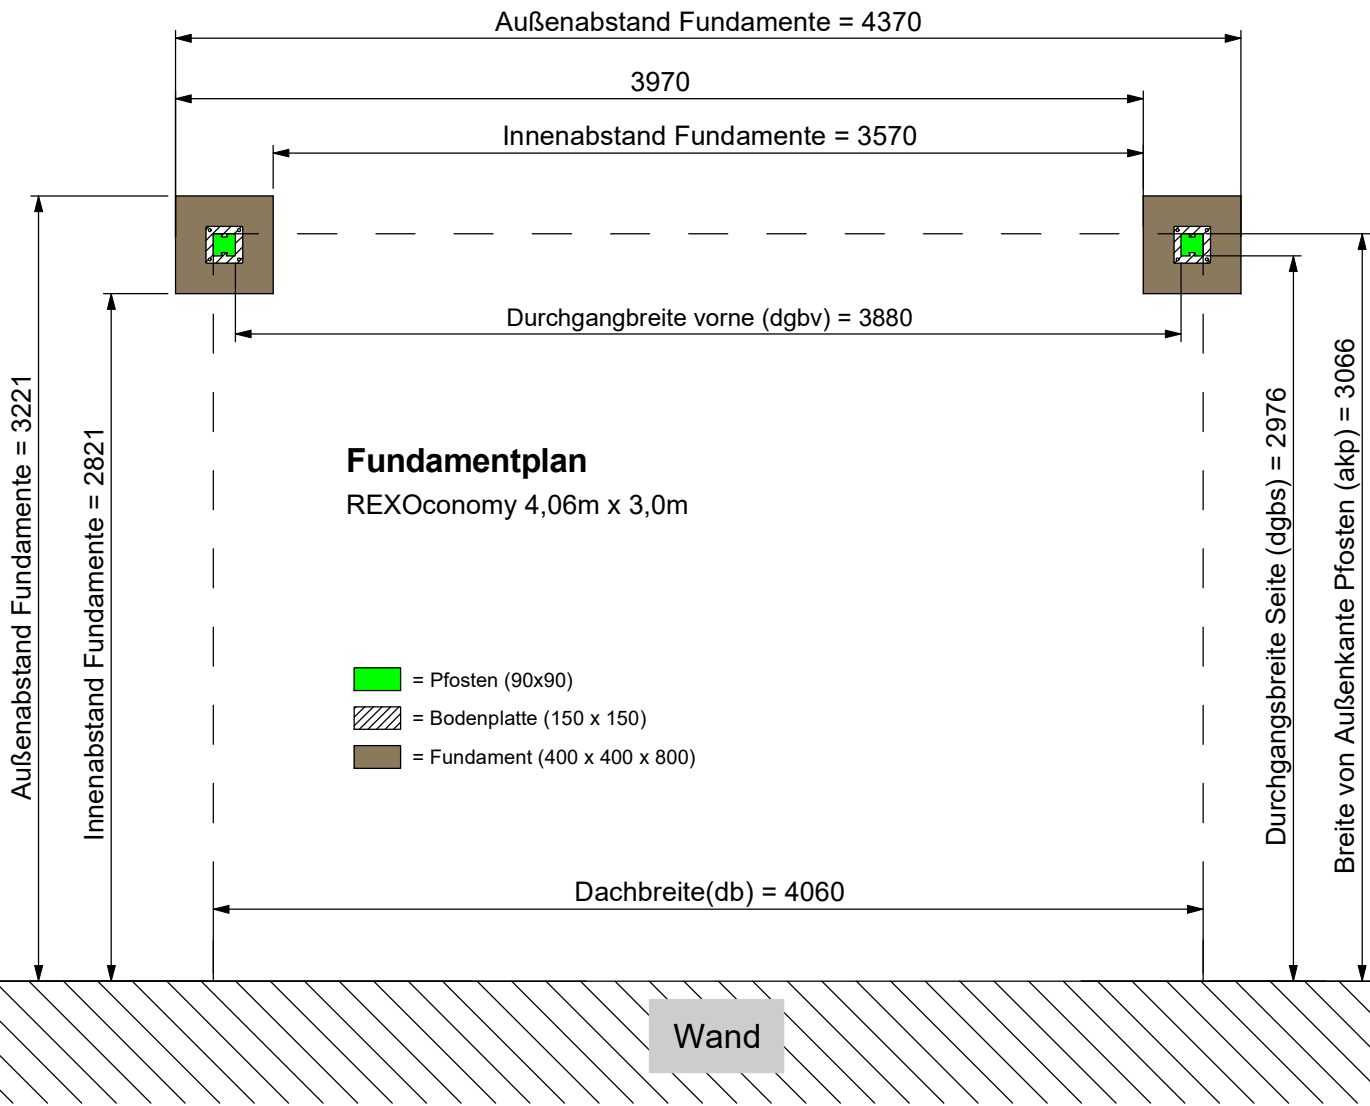 Außenabstand Fundamente = 4370
3970
Innenabstand Fundamente = 3570
Durchgangbreite vorne (dgbv) = 3880
Außenabstand Fundamente = 3221
Innenabstand Fundamente = 2821
Fundamentplan
REXOconomy 4,06m x 3,0m
= Pfosten (90x90)
= Bodenplatte (150 x 150)
= Fundament (400 x 400 x 800)
Durchgangsbreite Seite (dgbs) = 2976
Breite von Außenkante Pfosten (akp) = 3066
Dachbreite(db) = 4060
Wand